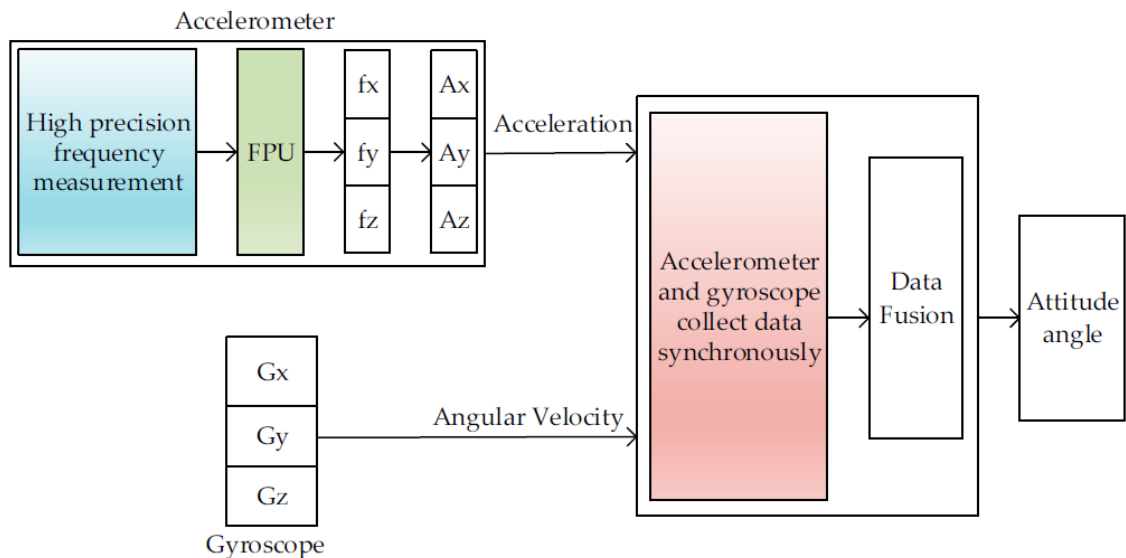 Accelerometer
High precision
frequency
measurement
FPU
fx
fy
fz
Ax
Ay
Az
Acceleration
Accelerometer
and gyroscope
collect data
synchronously
Data
Fusion
Attitude
angle
Gx
Gy
Gz
Angular Velocity
Gyroscope